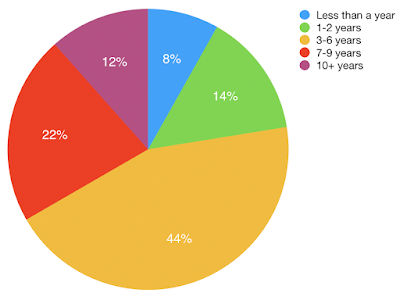 Less than a year
1-2 years
3-6 years
7-9 years
10+ years
8%
14%
44%
22%
12%